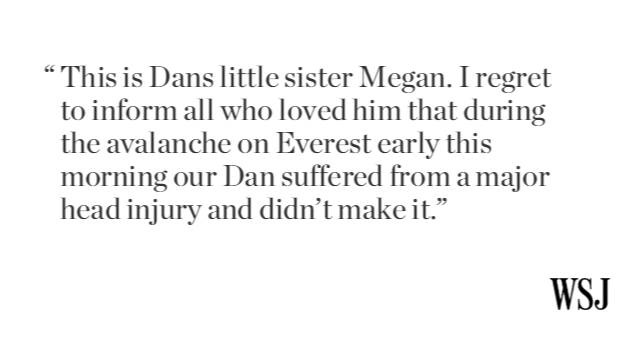 “ This is Dans little sister Megan. I regret
to inform all who loved him that during
the avalanche on Everest early this
morning our Dan suffered from a major
head injury and didn’t make it.”
WSJ